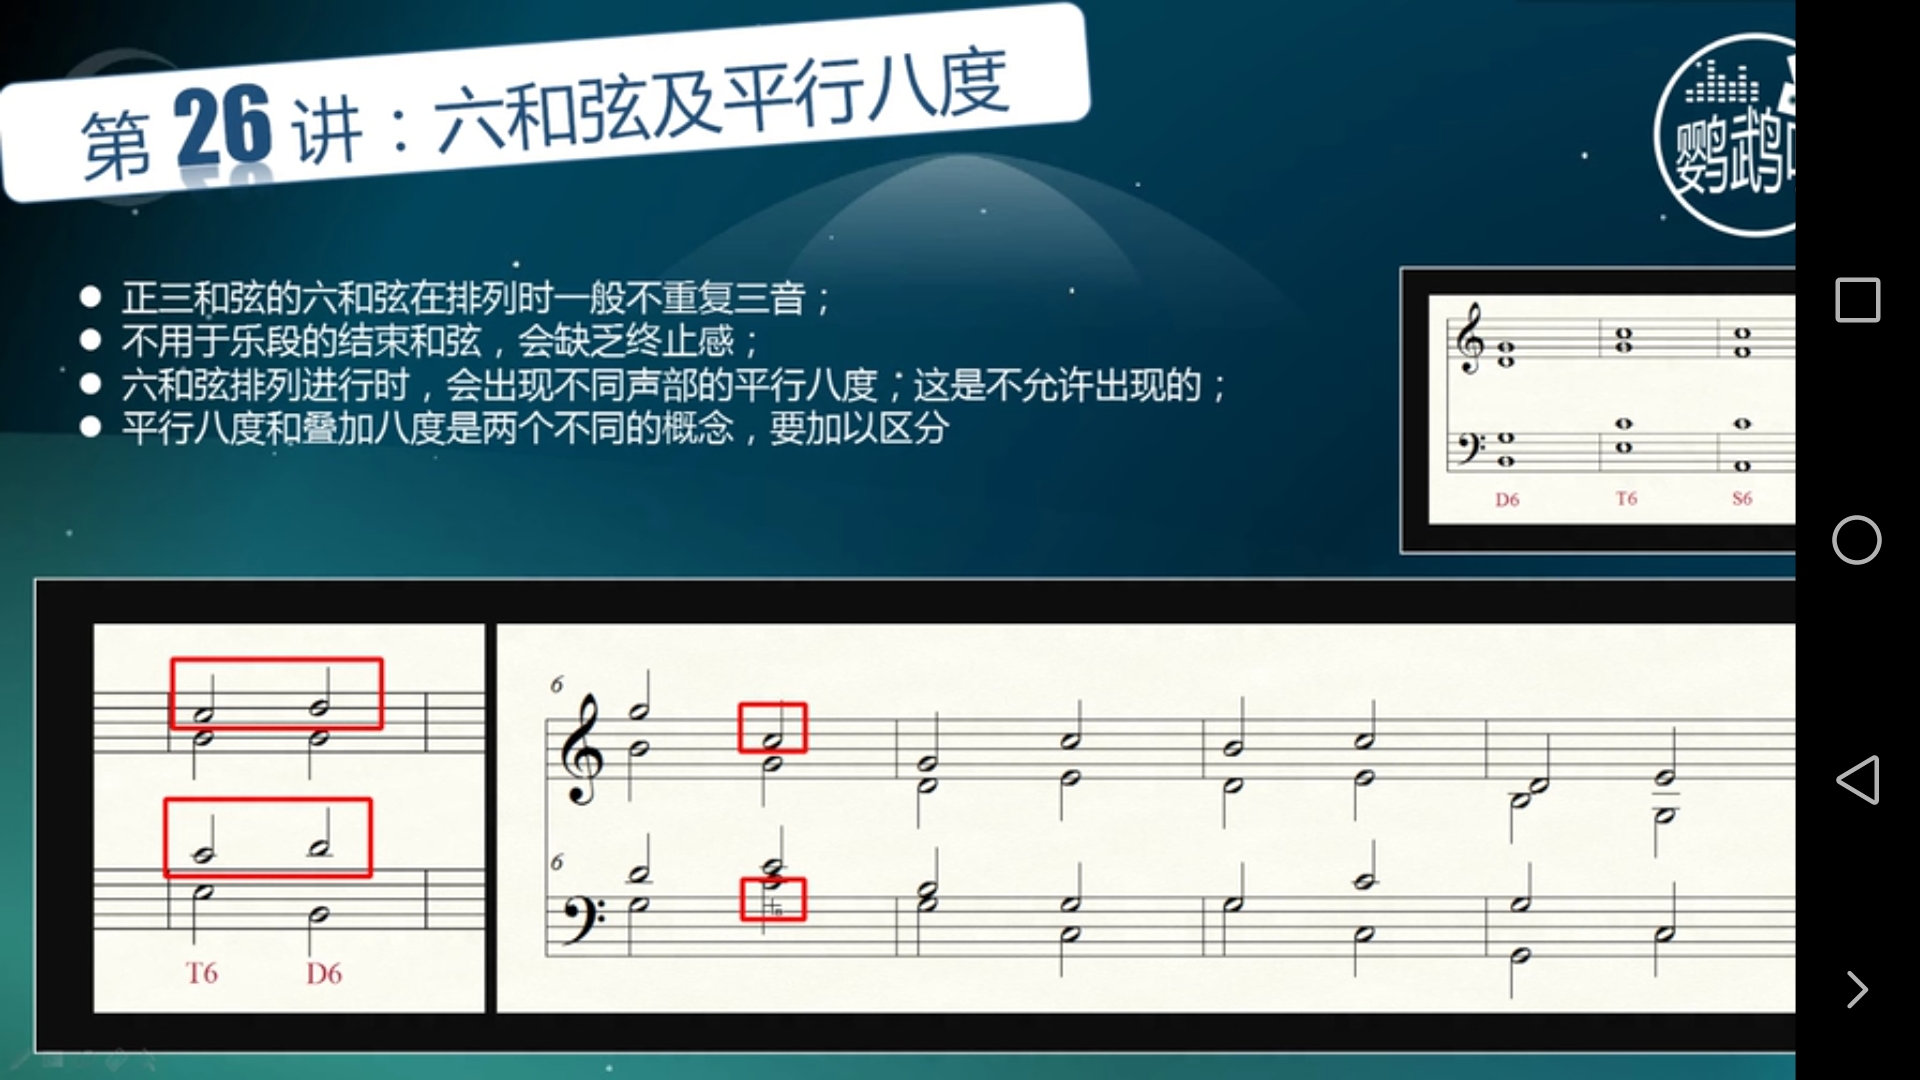 第 26 讲：六和弦及平行八度
鹦鹉
● 正三和弦的六和弦在排列时一般不重复三音；
● 不用于乐段的结束和弦，会缺乏终止感；
● 六和弦排列进行时，会出现不同声部的平行八度；这是不允许出现的；
● 平行八度和叠加八度是两个不同的概念，要加以区分
D6 T6 S6
6
6
T6 D6